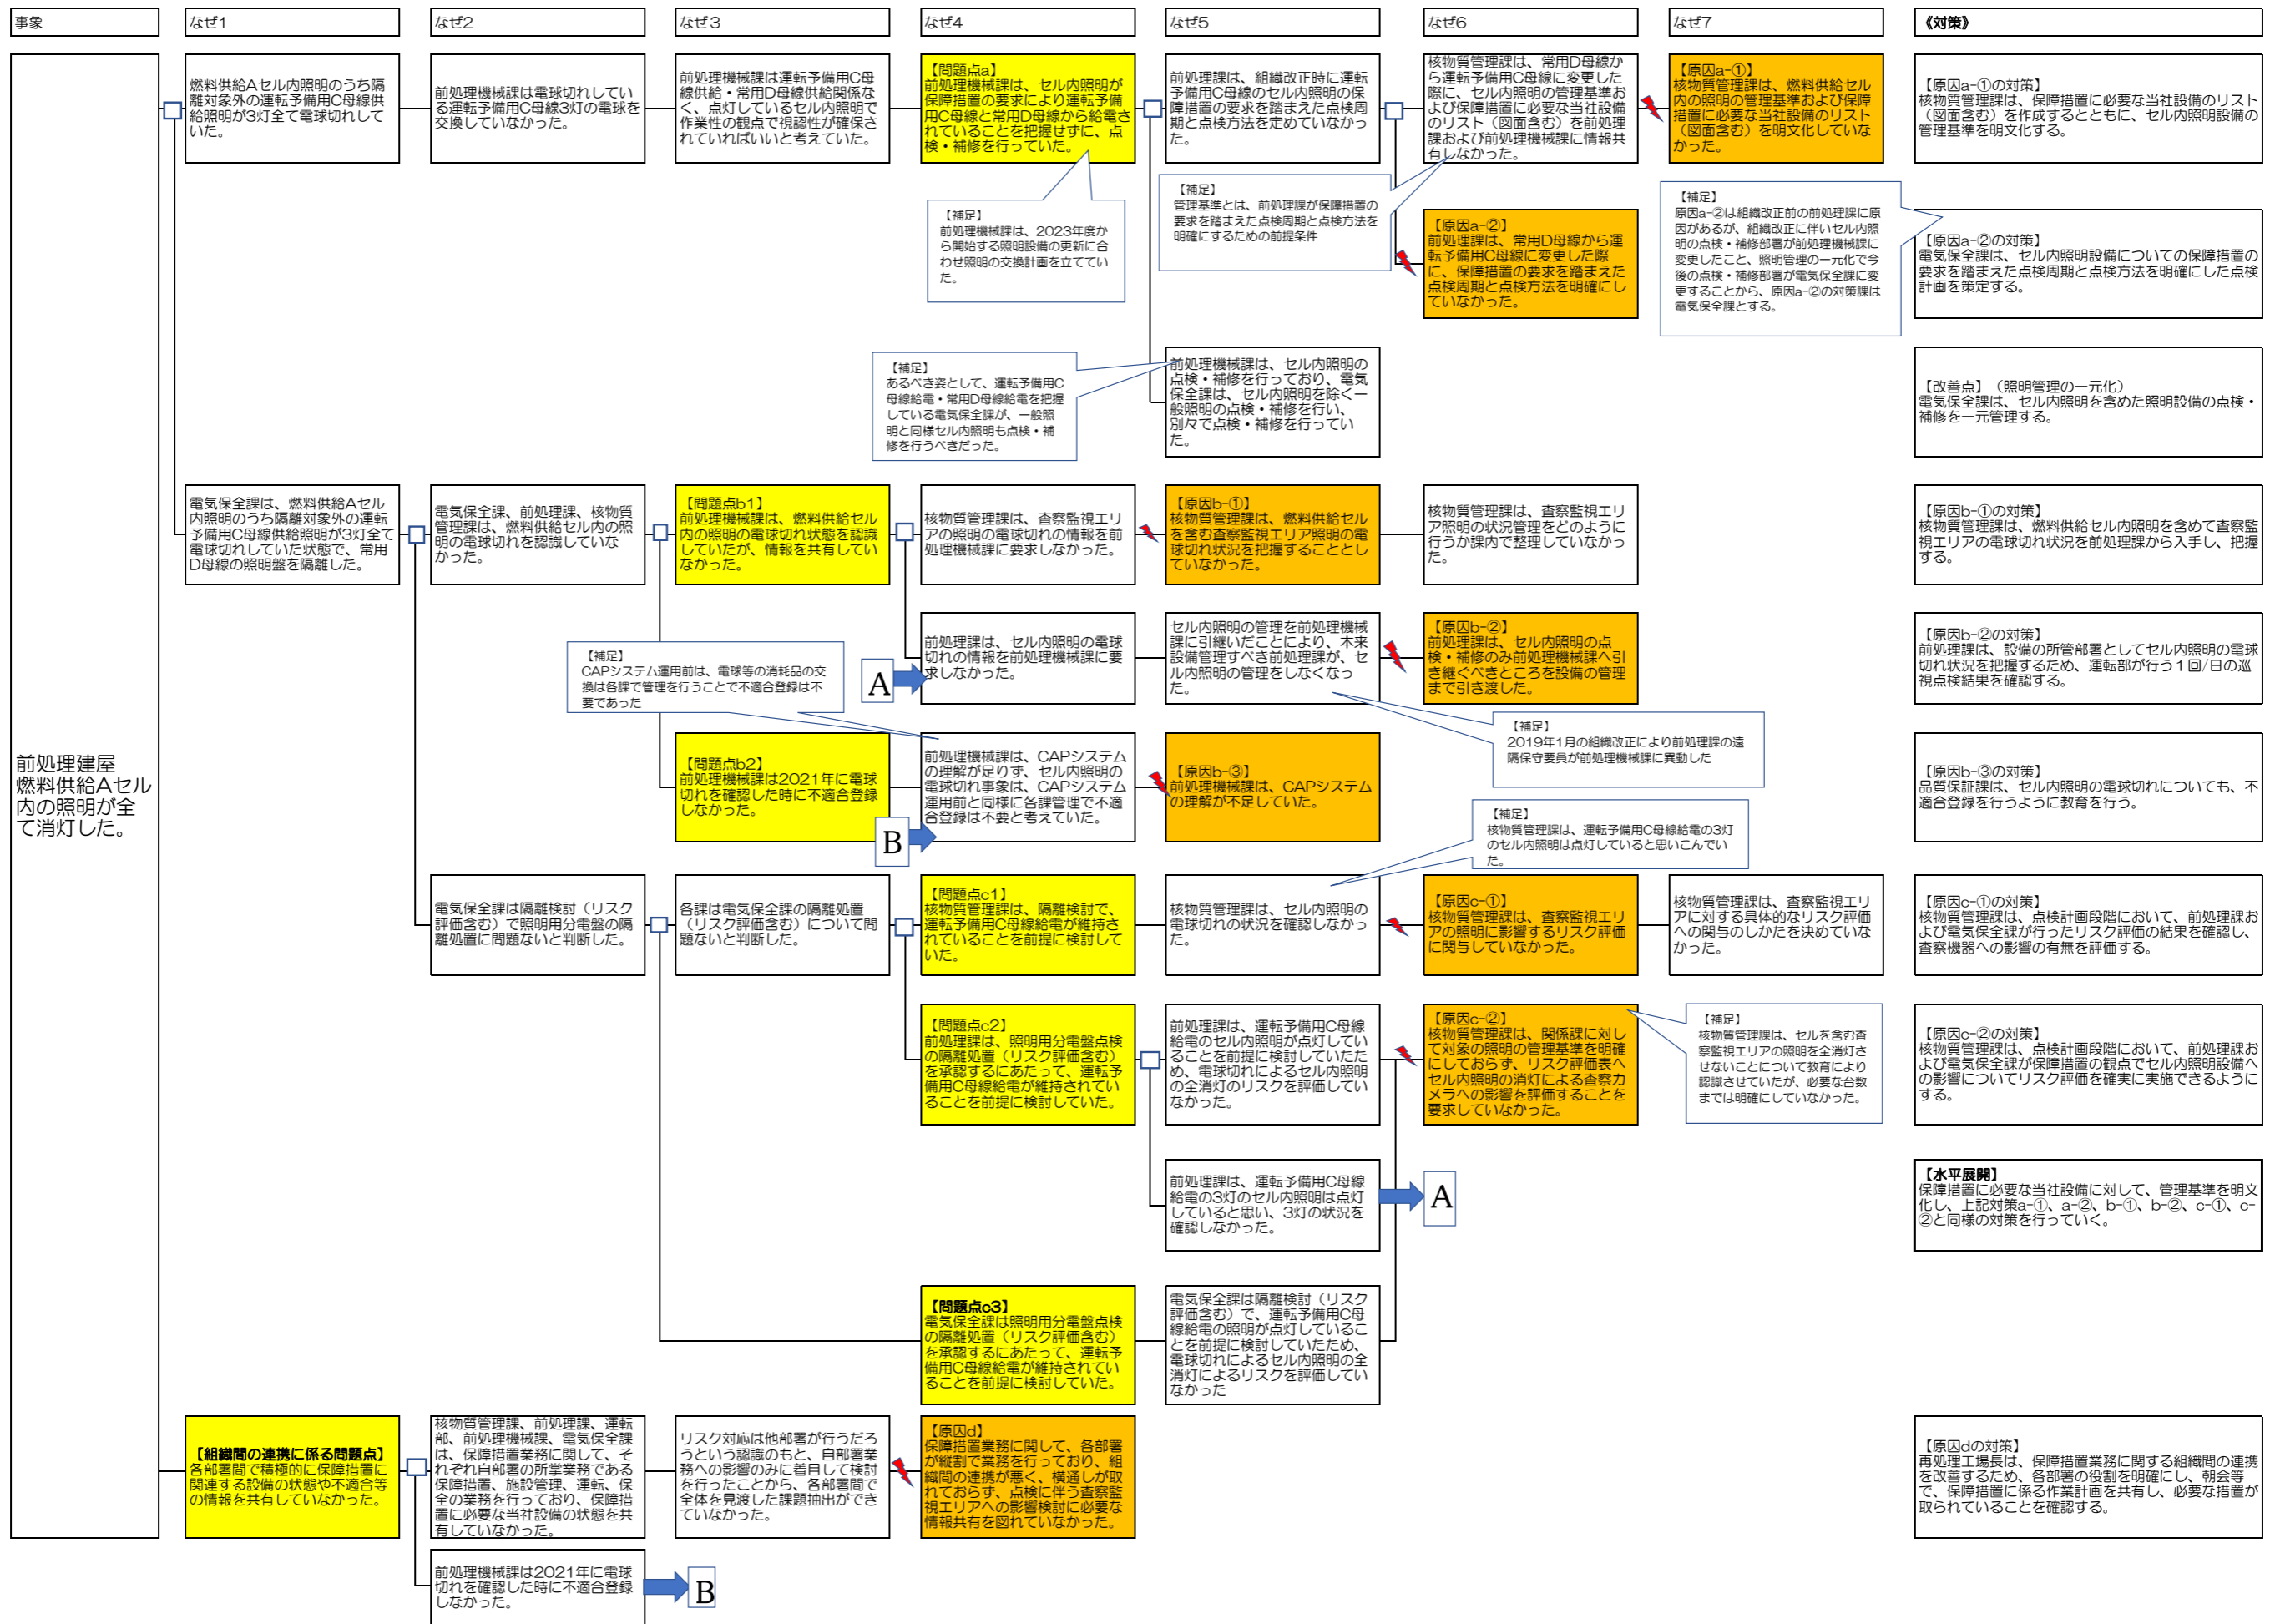 事象
なぜ1
なぜ2
なぜ3
なぜ4
なぜ5
なぜ6
なぜ7
《対策》
前処理建屋
燃料供給Aセル
内の照明が全
て消灯した。
燃料供給Aセル内照明のうち隔
離対象外の運転予備用C母線供
給照明が3灯全て電球切れして
いた。
前処理機械課は電球切れしてい
る運転予備用C母線3灯の電球を
交換していなかった。
前処理機械課は運転予備用C母
線供給・常用D母線供給関係な
く、点灯しているセル内照明で
作業性の観点で視認性が確保さ
れていればいいと考えていた。
【問題点a】
前処理機械課は、セル内照明が
保障措置の要求により運転予備
用C母線と常用D母線から給電さ
れていることを把握せずに、点
検・補修を行っていた。
【補足】
前処理機械課は、2023年度か
ら開始する照明設備の更新に合
わせ照明の交換計画を立ててい
た。
前処理課は、組織改正時に運転
予備用C母線のセル内照明の保
障措置の要求を踏まえた点検周
期と点検方法を定めていなかっ
た。
核物質管理課は、常用D母線か
ら運転予備用C母線に変更した
際に、セル内照明の管理基準お
よび保障措置に必要な当社設備
のリスト（図面含む）を前処理
課および前処理機械課に情報共
有しなかった。
【補足】
管理基準とは、前処理課が保障措置の
要求を踏まえた点検周期と点検方法を
明確にするための前提条件
【原因a-①】
核物質管理課は、燃料供給セル
内の照明の管理基準および保障
措置に必要な当社設備のリスト
（図面含む）を明文化していな
かった。
【原因a-①の対策】
核物質管理課は、保障措置に必要な当社設備のリスト
（図面含む）を作成するとともに、セル内照明設備の
管理基準を明文化する。
【原因a-②】
前処理課は、常用D母線から運
転予備用C母線に変更した際
に、保障措置の要求を踏まえた
点検周期と点検方法を明確にし
ていなかった。
【補足】
原因a-②は組織改正前の前処理課に原
因があるが、組織改正に伴いセル内照
明の点検・補修部署が前処理機械課に
変更したこと、照明管理の一元化で今
後の点検・補修部署が電気保全課に変
更することから、原因a-②の対策課は
電気保全課とする。
【原因a-②の対策】
電気保全課は、セル内照明設備についての保障措置の
要求を踏まえた点検周期と点検方法を明確にした点検
計画を策定する。
【補足】
あるべき姿として、運転予備用C
母線給電・常用D母線給電を把握
している電気保全課が、一般照
明と同様セル内照明も点検・補
修を行うべきだった。
前処理機械課は、セル内照明の
点検・補修を行っており、電気
保全課は、セル内照明を除く一
般照明の点検・補修を行い、
別々で点検・補修を行ってい
た。
【改善点】（照明管理の一元化）
電気保全課は、セル内照明を含めた照明設備の点検・
補修を一元管理する。
電気保全課は、燃料供給Aセル
内照明のうち隔離対象外の運転
予備用C母線供給照明が3灯全て
電球切れしていた状態で、常用
D母線の照明盤を隔離した。
電気保全課、前処理課、核物質
管理課は、燃料供給セル内の照
明の電球切れを認識していな
かった。
【問題点b1】
前処理機械課は、燃料供給セル
内の照明の電球切れ状態を認識
していたが、情報を共有してい
なかった。
核物質管理課は、査察監視エリ
アの照明の電球切れの情報を前
処理機械課に要求しなかった。
【原因b-①】
核物質管理課は、燃料供給セル
を含む査察監視エリア照明の電
球切れ状況を把握することとし
ていなかった。
核物質管理課は、査察監視エリ
ア照明の状況管理をどのように
行うか課内で整理していなかっ
た。
【原因b-①の対策】
核物質管理課は、燃料供給セル内照明を含めて査察監
視エリアの電球切れ状況を前処理課から入手し、把握
する。
前処理課は、セル内照明の電球
切れの情報を前処理機械課に要
求しなかった。
A
セル内照明の管理を前処理機械
課に引継いだことにより、本来
設備管理すべき前処理課が、セ
ル内照明の管理をしなくなっ
た。
【原因b-②】
前処理課は、セル内照明の点
検・補修のみ前処理機械課へ引
き継ぐべきところを設備の管理
まで引き渡した。
【原因b-②の対策】
前処理課は、設備の所管部署としてセル内照明の電球
切れ状況を把握するため、運転部が行う１回/日の巡
視点検結果を確認する。
【補足】
CAPシステム運用前は、電球等の消耗品の交
換は各課で管理を行うことで不適合登録は不
要であった
【補足】
2019年1月の組織改正により前処理課の遠
隔保守要員が前処理機械課に異動した
【問題点b2】
前処理機械課は2021年に電球
切れを確認した時に不適合登録
しなかった。
B
前処理機械課は、CAPシステム
の理解が足りず、セル内照明の
電球切れ事象は、CAPシステム
運用前と同様に各課管理で不適
合登録は不要と考えていた。
【原因b-③】
前処理機械課は、CAPシステム
の理解が不足していた。
【原因b-③の対策】
品質保証課は、セル内照明の電球切れについても、不
適合登録を行うように教育を行う。
【補足】
核物質管理課は、運転予備用C母線給電の3灯
のセル内照明は点灯していると思いこんでい
た。
電気保全課は隔離検討（リスク
評価含む）で照明用分電盤の隔
離処置に問題ないと判断した。
各課は電気保全課の隔離処置
（リスク評価含む）について問
題ないと判断した。
【問題点c1】
核物質管理課は、隔離検討で、
運転予備用C母線給電が維持さ
れていることを前提に検討して
いた。
核物質管理課は、セル内照明の
電球切れの状況を確認しなかっ
た。
【原因c-①】
核物質管理課は、査察監視エリ
アの照明に影響するリスク評価
に関与していなかった。
核物質管理課は、査察監視エリ
アに対する具体的なリスク評価
への関与のしかたを決めていな
かった。
【原因c-①の対策】
核物質管理課は、点検計画段階において、前処理課お
よび電気保全課が行ったリスク評価の結果を確認し、
査察機器への影響の有無を評価する。
【問題点c2】
前処理課は、照明用分電盤点検
の隔離処置（リスク評価含む）
を承認するにあたって、運転予
備用C母線給電が維持されてい
ることを前提に検討していた。
前処理課は、運転予備用C母線
給電のセル内照明が点灯してい
ることを前提に検討していたた
め、電球切れによるセル内照明
の全消灯のリスクを評価してい
なかった。
【原因c-②】
核物質管理課は、関係課に対し
て対象の照明の管理基準を明確
にしておらず、リスク評価表へ
セル内照明の消灯による査察カ
メラへの影響を評価することを
要求していなかった。
【補足】
核物質管理課は、セルを含む査
察監視エリアの照明を全消灯さ
せないことについて教育により
認識させていたが、必要な台数
までは明確にしていなかった。
【原因c-②の対策】
核物質管理課は、点検計画段階において、前処理課お
よび電気保全課が保障措置の観点でセル内照明設備へ
の影響についてリスク評価を確実に実施できるように
する。
前処理課は、運転予備用C母線
給電の3灯のセル内照明は点灯
していると思い、3灯の状況を
確認しなかった。
A
【水平展開】
保障措置に必要な当社設備に対して、管理基準を明文
化し、上記対策a-①、a-②、b-①、b-②、c-①、c-
②と同様の対策を行っていく。
【問題点c3】
電気保全課は照明用分電盤点検
の隔離処置（リスク評価含む）
を承認するにあたって、運転予
備用C母線給電が維持されてい
ることを前提に検討していた。
電気保全課は隔離検討（リスク
評価含む）で、運転予備用C母
線給電の照明が点灯しているこ
とを前提に検討していたため、
電球切れによるセル内照明の全
消灯によるリスクを評価してい
なかった
【組織間の連携に係る問題点】
各部署間で積極的に保障措置に
関連する設備の状態や不適合等
の情報を共有していなかった。
核物質管理課、前処理課、運転
部、前処理機械課、電気保全課
は、保障措置業務に関して、そ
れぞれ自部署の所掌業務である
保障措置、施設管理、運転、保
全の業務を行っており、保障措
置に必要な当社設備の状態を共
有していなかった。
リスク対応は他部署が行うだろ
うという認識のもと、自部署業
務への影響のみに着目して検討
を行ったことから、各部署間で
全体を見渡した課題抽出ができ
ていなかった。
【原因d】
保障措置業務に関して、各部署
が縦割で業務を行っており、組
織間の連携が悪く、横通しが取
れておらず、点検に伴う査察監
視エリアへの影響検討に必要な
情報共有を図れていなかった。
【原因dの対策】
再処理工場長は、保障措置業務に関する組織間の連携
を改善するため、各部署の役割を明確にし、朝会等
で、保障措置に係る作業計画を共有し、必要な措置が
取られていることを確認する。
前処理機械課は2021年に電球
切れを確認した時に不適合登録
しなかった。
B